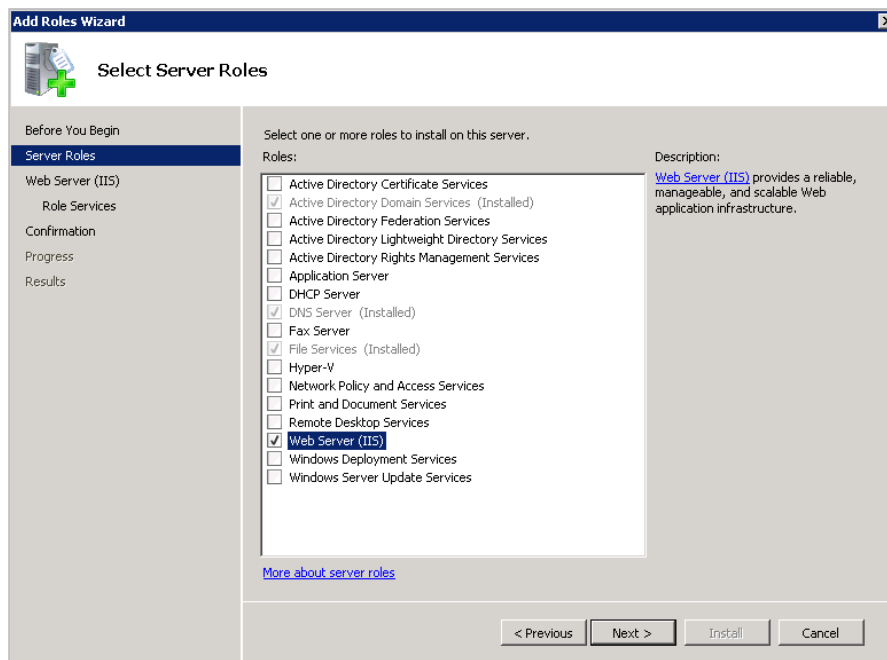 Add Roles Wizard
Select Server Roles
Before You Begin
Server Roles
Web Server (IIS)
Role Services
Confirmation
Progress
Results
Select one or more roles to install on this server.
Roles:
Active Directory Certificate Services
Active Directory Domain Services (Installed)
Active Directory Federation Services
Active Directory Lightweight Directory Services
Active Directory Rights Management Services
Application Server
DHCP Server
DNS Server (Installed)
Fax Server
File Services (Installed)
Hyper-V
Network Policy and Access Services
Print and Document Services
Remote Desktop Services
Web Server (IIS)
Windows Deployment Services
Windows Server Update Services
More about server roles
Description:
Web Server (IIS) provides a reliable,
manageable, and scalable Web
application infrastructure.
< Previous
Next >
Install
Cancel